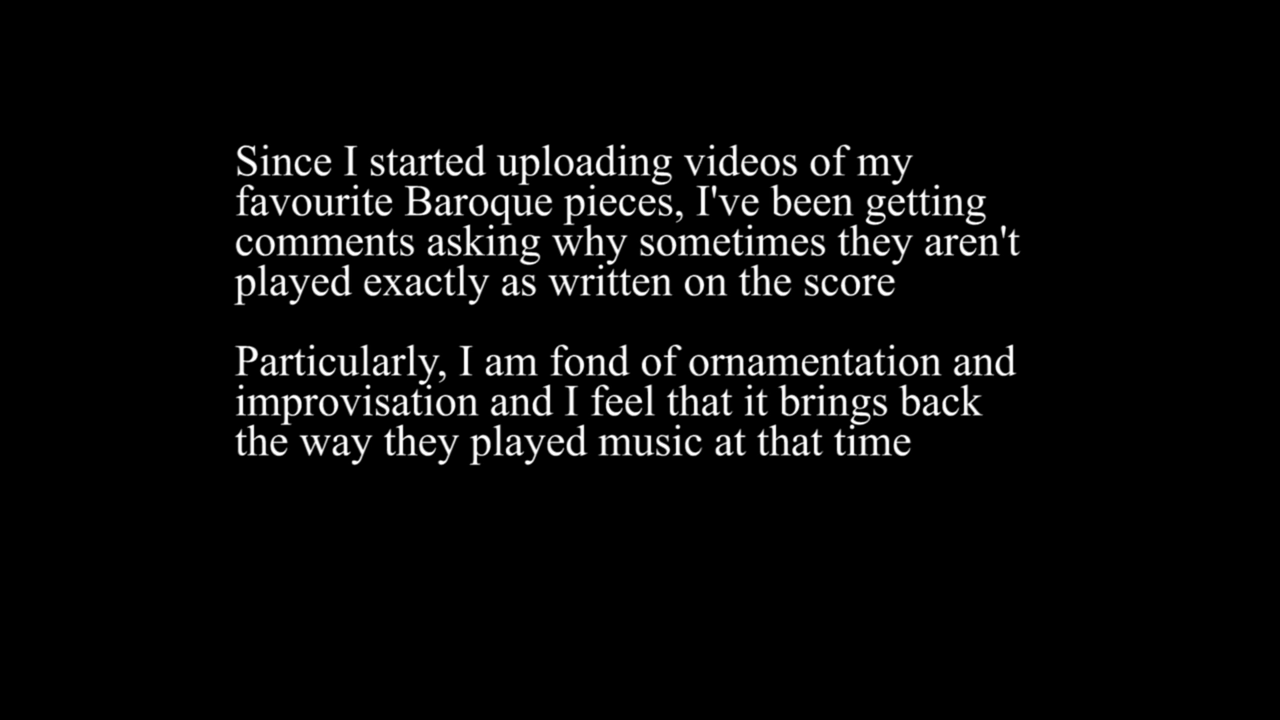 Since I started uploading videos of my
favourite Baroque pieces, I've been getting
comments asking why sometimes they aren't
played exactly as written on the score
Particularly, I am fond of ornamentation and
improvisation and I feel that it brings back
the way they played music at that time